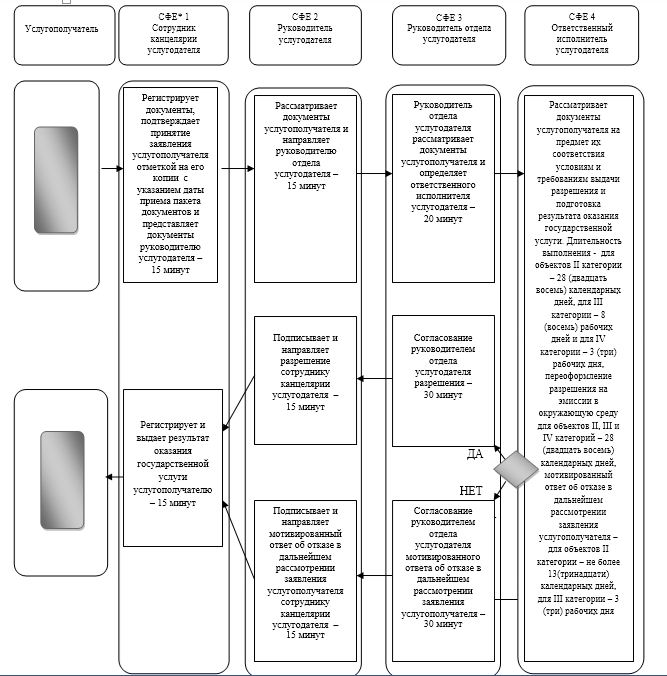 Услугополучатель
СФЕ* 1
Сотрудник
канцелярии
услугодателя
СФЕ 2
Руководитель
услугодателя
СФЕ 3
Руководитель отдела
услугодателя
СФЕ 4
Ответственный
исполнитель
услугодателя
Регистрирует
документы,
подтверждает
принятие
заявления
услугополучателя
отметкой на его
копии с
указанием даты
приема пакета
документов и
представляет
документы
руководителю
услугодателя –
15 минут
Рассматривает
документы
услугополучателя и
направляет
руководителю
отдела
услугодателя –
15 минут
Руководитель
отдела
услугодателя
рассматривает
документы
услугополучателя и
определяет
ответственного
исполнителя
услугодателя –
20 минут
Рассматривает
документы
услугополучателя на
предмет их
соответствия
условиям и
требованиям выдачи
разрешения и
подготовка
результата оказания
государственной
услуги. Длительность
выполнения - для
объектов II категории
– 28 (двадцать
восемь) календарных
дней, для III
категории – 8
(восемь) рабочих
дней и для IV
категории – 3 (три)
рабочих дня,
переоформление
разрешения на
эмиссии в
окружающую среду
для объектов II, III и
IV категорий – 28
(двадцать восемь)
календарных дней,
мотивированный
ответ об отказе в
дальнейшем
рассмотрении
заявления
услугополучателя –
для объектов II
категории – не более
13(тринадцати)
календарных дней,
для III категории – 3
(три) рабочих дня
Подписывает и
направляет
разрешение
сотруднику
канцелярии
услугодателя –
15 минут
Согласование
руководителем
отдела
услугодателя
разрешения –
30 минут
Регистрирует и
выдает результат
оказания
государственной
услуги
услугополучателю
– 15 минут
ДА
НЕТ
Подписывает и
направляет
мотивированный
ответ об отказе в
дальнейшем
рассмотрении
заявления
услугополучателя
сотруднику
канцелярии
услугодателя –
15 минут
Согласование
руководителем
отдела
услугодателя
мотивированного
ответа об отказе в
дальнейшем
рассмотрении
заявления
услугополучателя –
30 минут